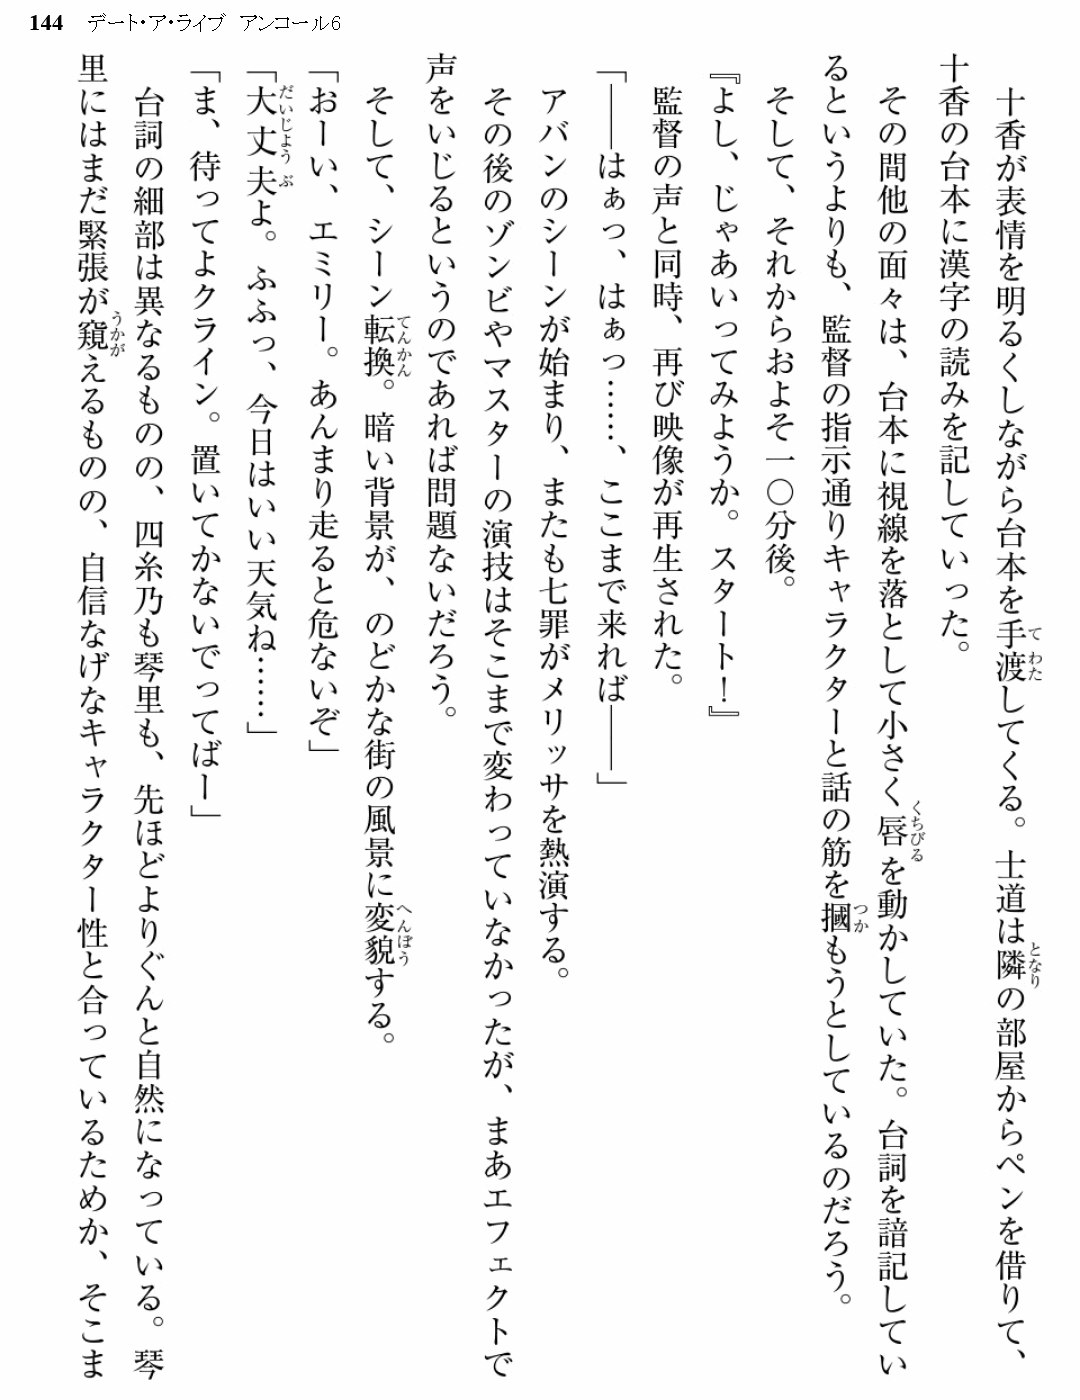 144 デート・ア・ライブ アンコール6
　十香が表情を明るくしながら台本を手渡してくる。士道は隣の部屋からペンを借りて、
十香の台本に漢字の読みを記していった。
　その間他の面々は、台本に視線を落として小さく唇を動かしていた。台詞を諳記してい
るというよりも、監督の指示通りキャラクターと話の筋を摑もうとしているのだろう。
　そして、それからおよそ一〇分後。
『よし、じゃあいってみようか。スタート！』
　監督の声と同時、再び映像が再生された。
「――はぁっ、はぁっ……、ここまで来れば――」
　アバンのシーンが始まり、またも七罪がメリッサを熱演する。
　その後のゾンビやマスターの演技はそこまで変わっていなかったが、まあエフェクトで
声をいじるというのであれば問題ないだろう。
　そして、シーン転換。暗い背景が、のどかな街の風景に変貌する。
「おーい、エミリー。あんまり走ると危ないぞ」
「大丈夫よ。ふふっ、今日はいい天気ね……」
「ま、待ってよクライン。置いてかないでってばー」
　台詞の細部は異なるものの、四糸乃も琴里も、先ほどよりぐんと自然になっている。琴
里にはまだ緊張が窺えるものの、自信なげなキャラクター性と合っているためか、そこま